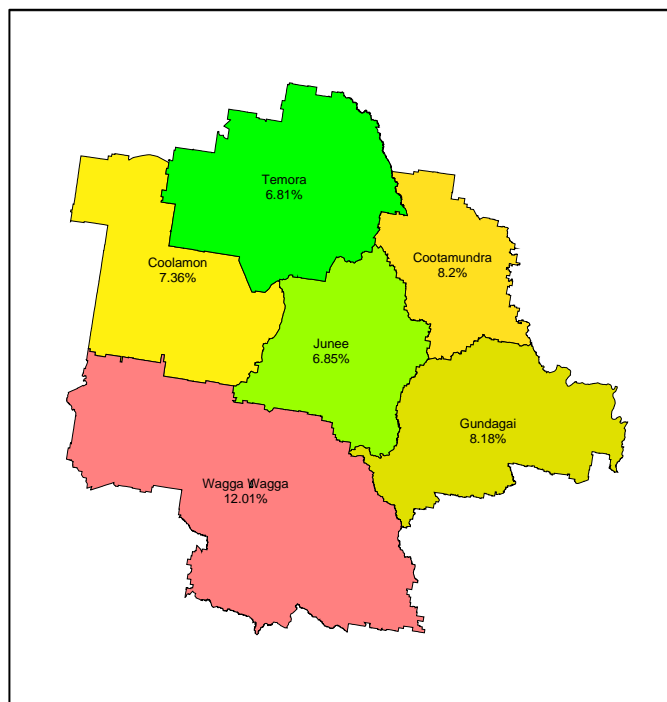 Temora
6.81%
Cootamundra
8.2%
Coolamon
7.36%
Junee
6.85%
Gundagai
8.18%
Wagga Wagga
12.01%